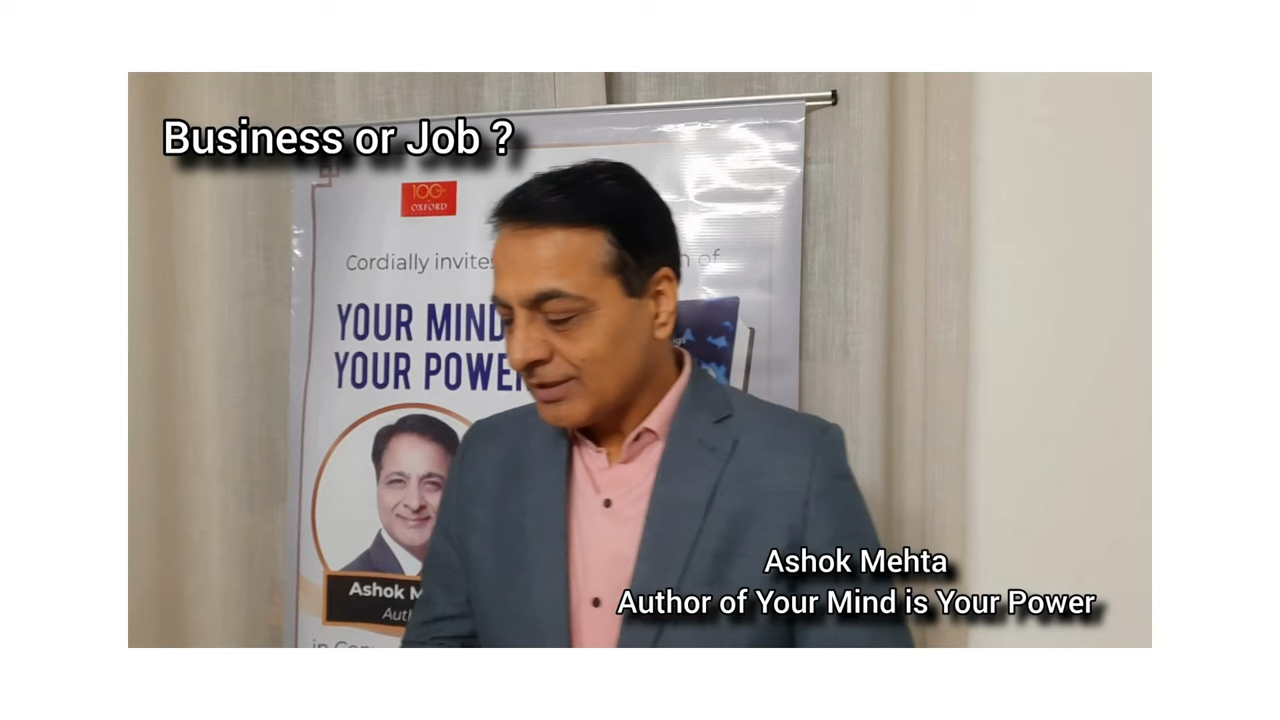 Business or Job ?
100
OXFORD
Cordially invites
of
YOUR MIND
YOUR POWER
Ashok M
Auth
Ashok Mehta
Author of Your Mind is Your Power